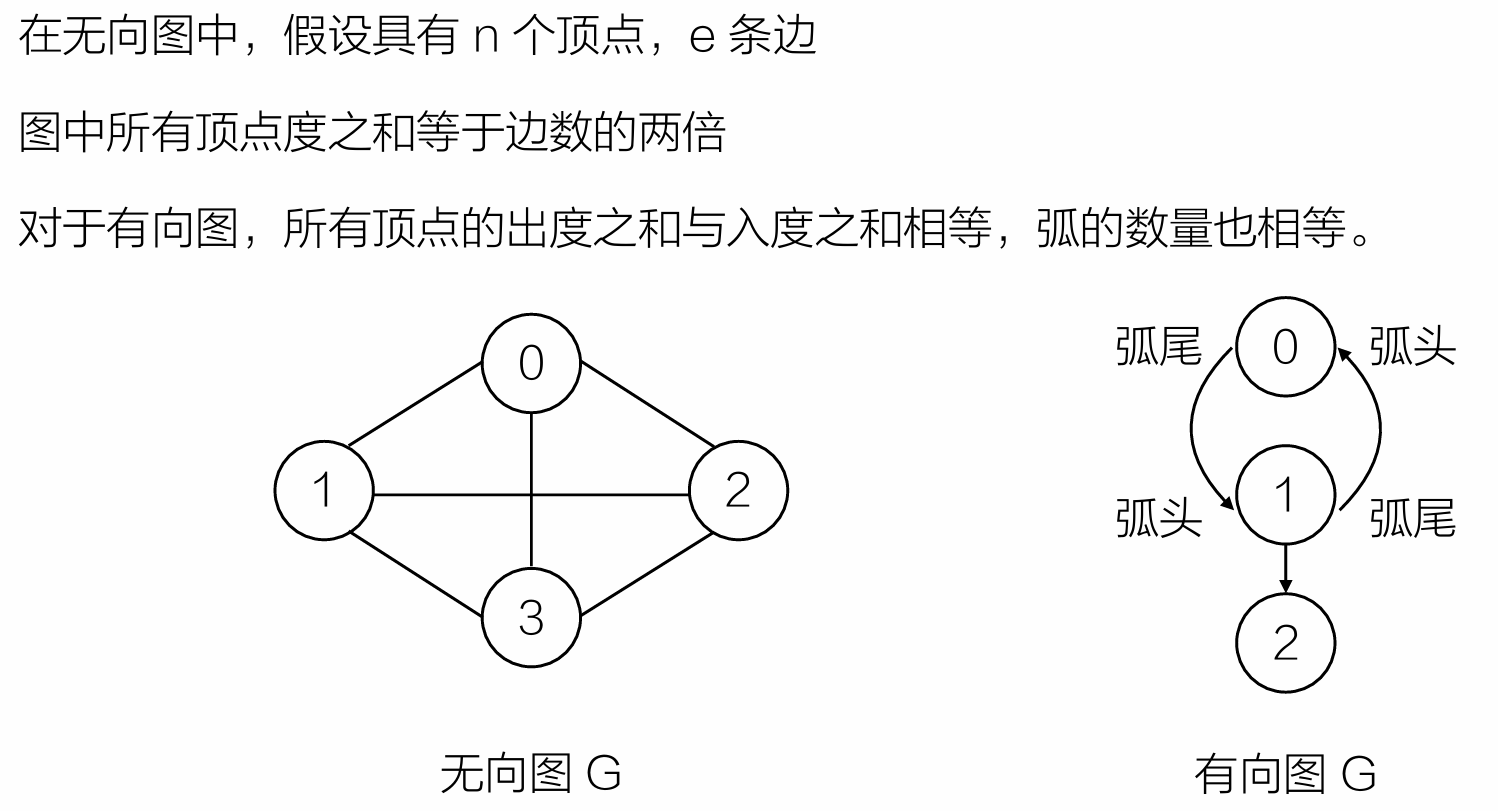 在无向图中，假设具有 n 个顶点，e 条边
图中所有顶点度之和等于边数的两倍
对于有向图，所有顶点的出度之和与入度之和相等，弧的数量也相等。
0
1
2
3
无向图 G
弧尾
0
弧头
弧头
1
弧尾
2
有向图 G